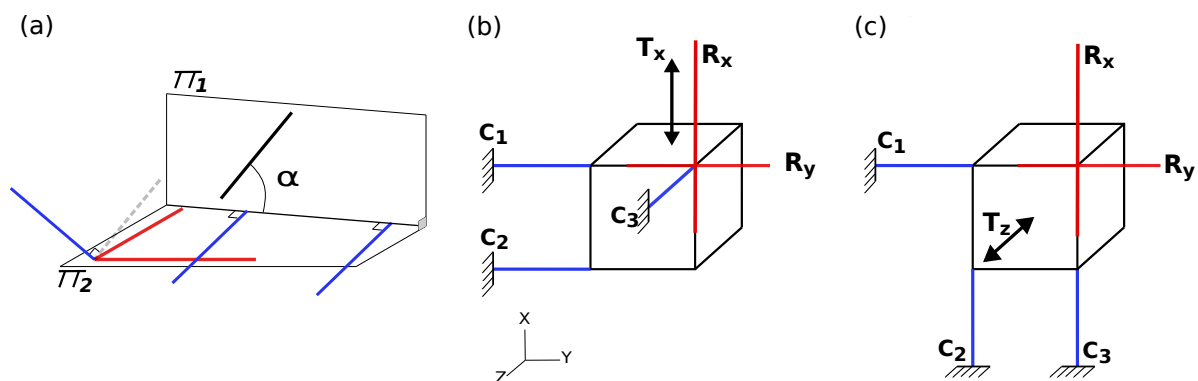 (a)
(b)
(c)
π1
α
π2
Tx
Rx
C1
Ry
C3
C2
X
Y
Z
Rx
C1
Ry
Tz
C2
C3